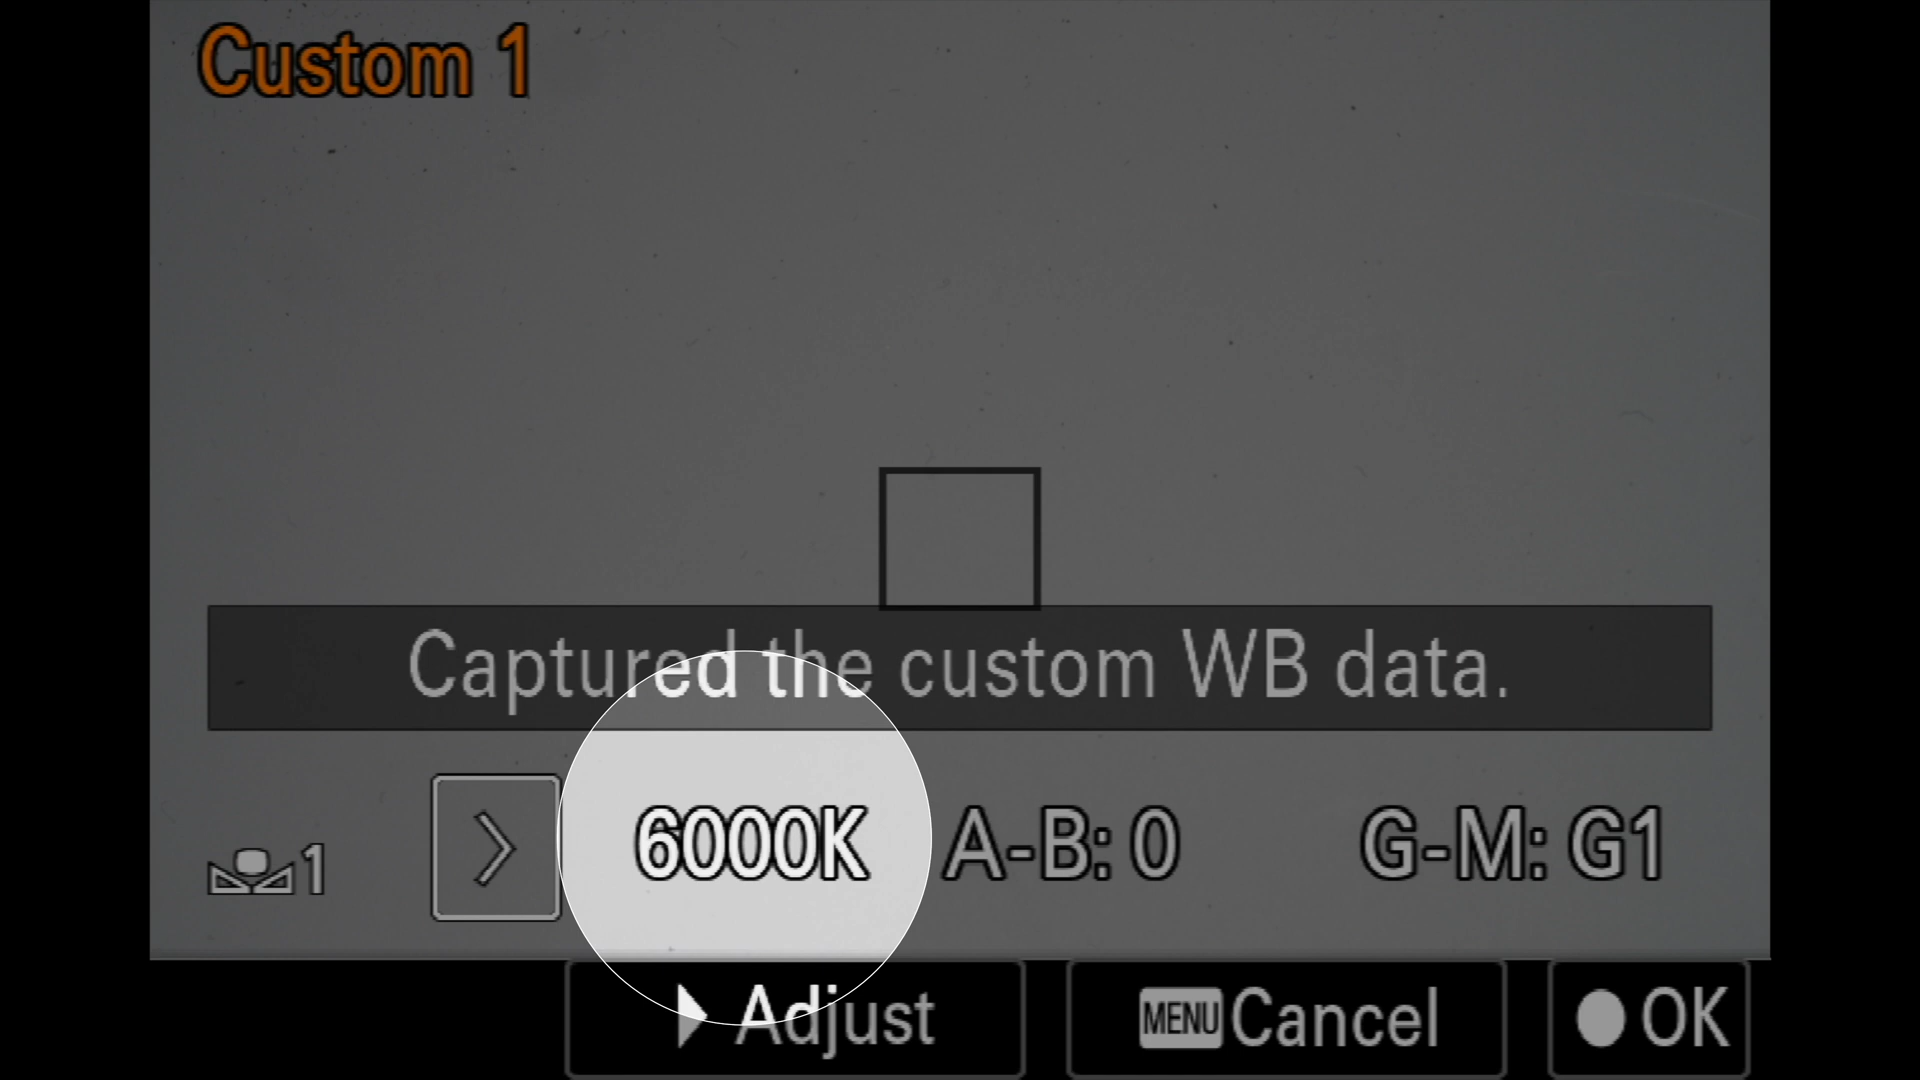 Custom 1
Captured the custom WB data.
1 6000K A-B: 0 G-M: G1
Adjust MENU Cancel OK